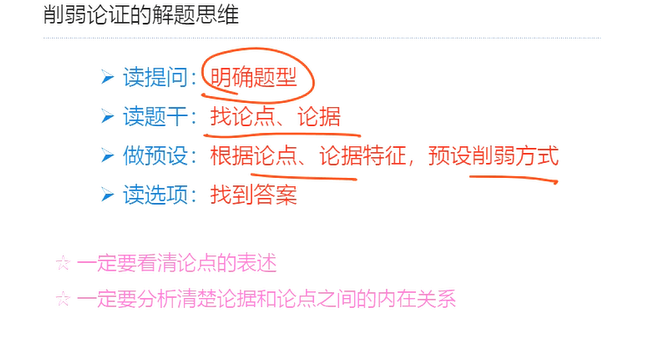 削弱论证的解题思维
➢ 读提问：明确题型
➢ 读题干：找论点、论据
➢ 做预设：根据论点、论据特征，预设削弱方式
➢ 读选项：找到答案
☆ 一定要看清论点的表述
☆ 一定要分析清楚论据和论点之间的内在关系